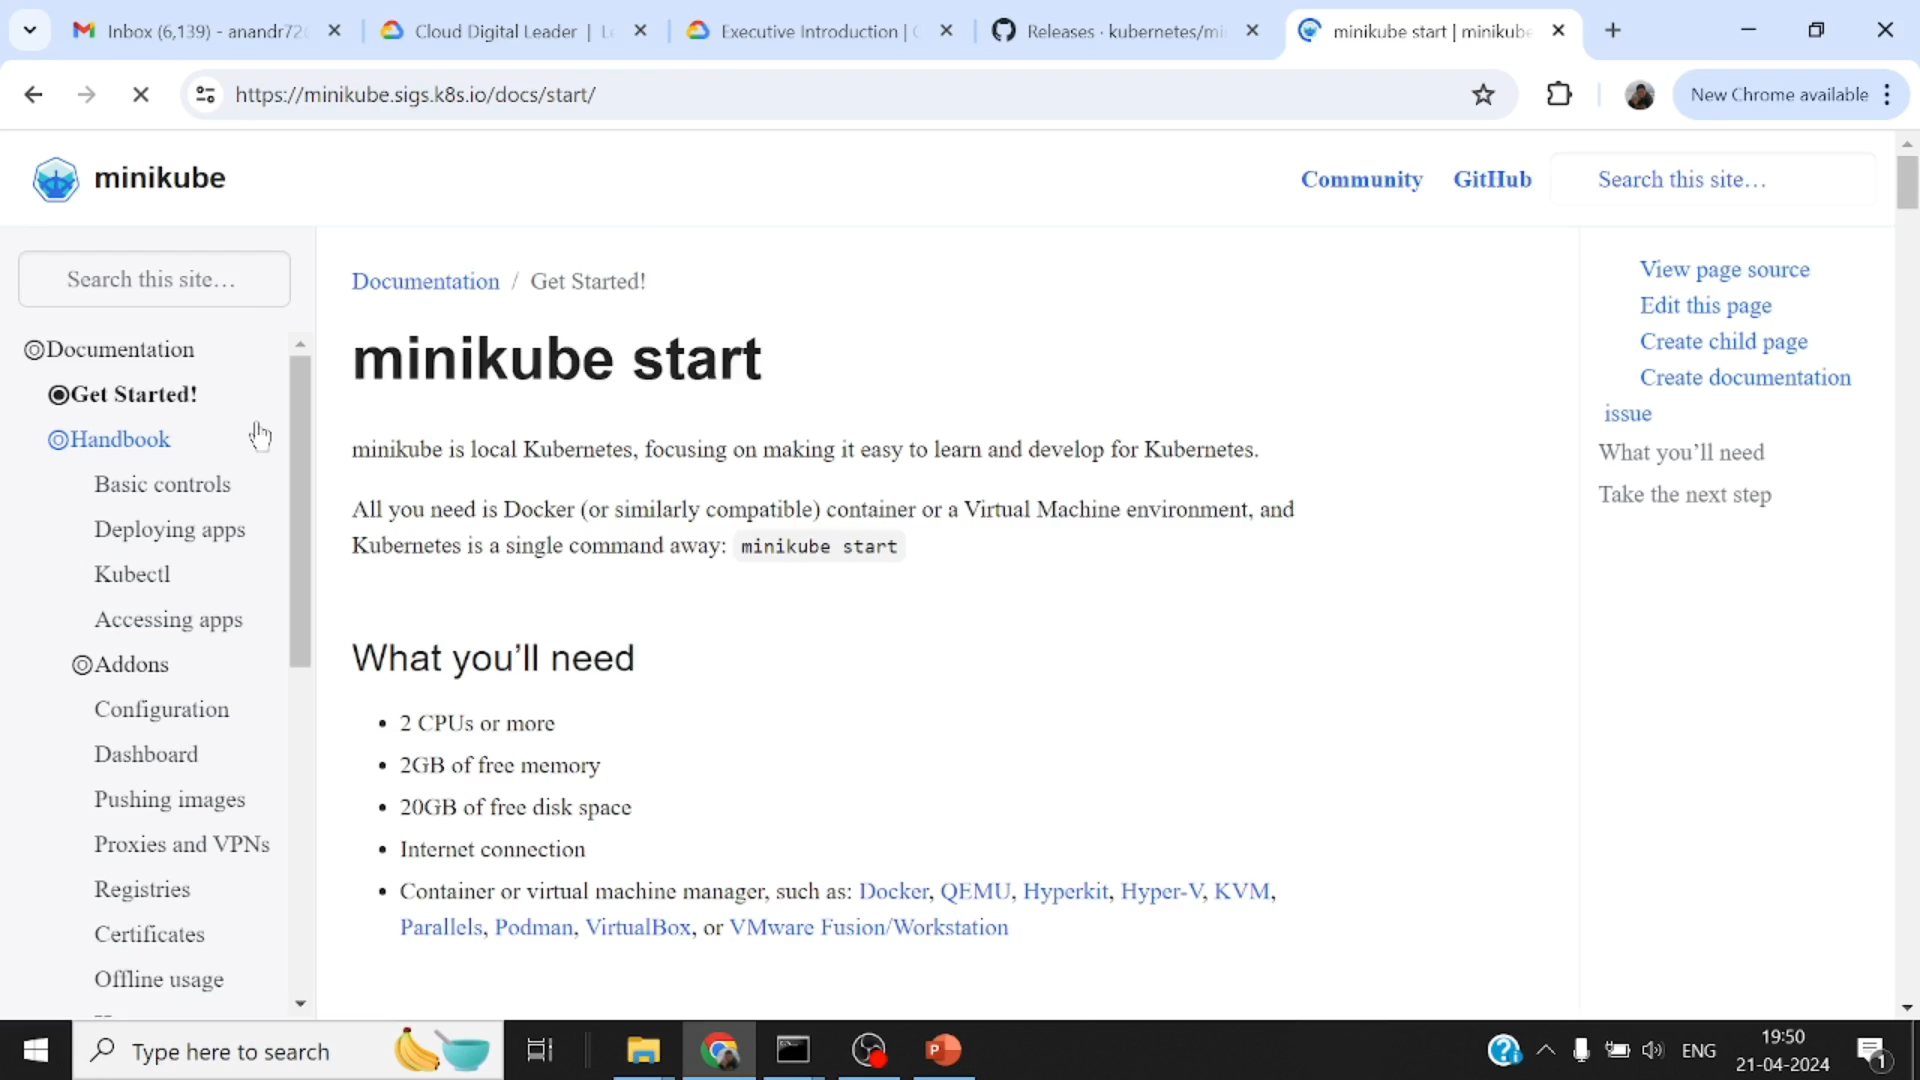 Inbox (6,139) - anandr72
Cloud Digital Leader | L
Executive Introduction |
Releases · kubernetes/mi
minikube start | minikube
https://minikube.sigs.k8s.io/docs/start/
New Chrome available
minikube
Community
GitHub
Search this site…
Search this site…
Documentation
Get Started!
Handbook
Basic controls
Deploying apps
Kubectl
Accessing apps
Addons
Configuration
Dashboard
Pushing images
Proxies and VPNs
Registries
Certificates
Offline usage
Documentation / Get Started!
minikube start
minikube is local Kubernetes, focusing on making it easy to learn and develop for Kubernetes.
All you need is Docker (or similarly compatible) container or a Virtual Machine environment, and
Kubernetes is a single command away: minikube start
What you’ll need
• 2 CPUs or more
• 2GB of free memory
• 20GB of free disk space
• Internet connection
• Container or virtual machine manager, such as: Docker, QEMU, Hyperkit, Hyper-V, KVM,
Parallels, Podman, VirtualBox, or VMware Fusion/Workstation
View page source
Edit this page
Create child page
Create documentation
issue
What you’ll need
Take the next step
Type here to search
P
ENG
19:50
21-04-2024
1